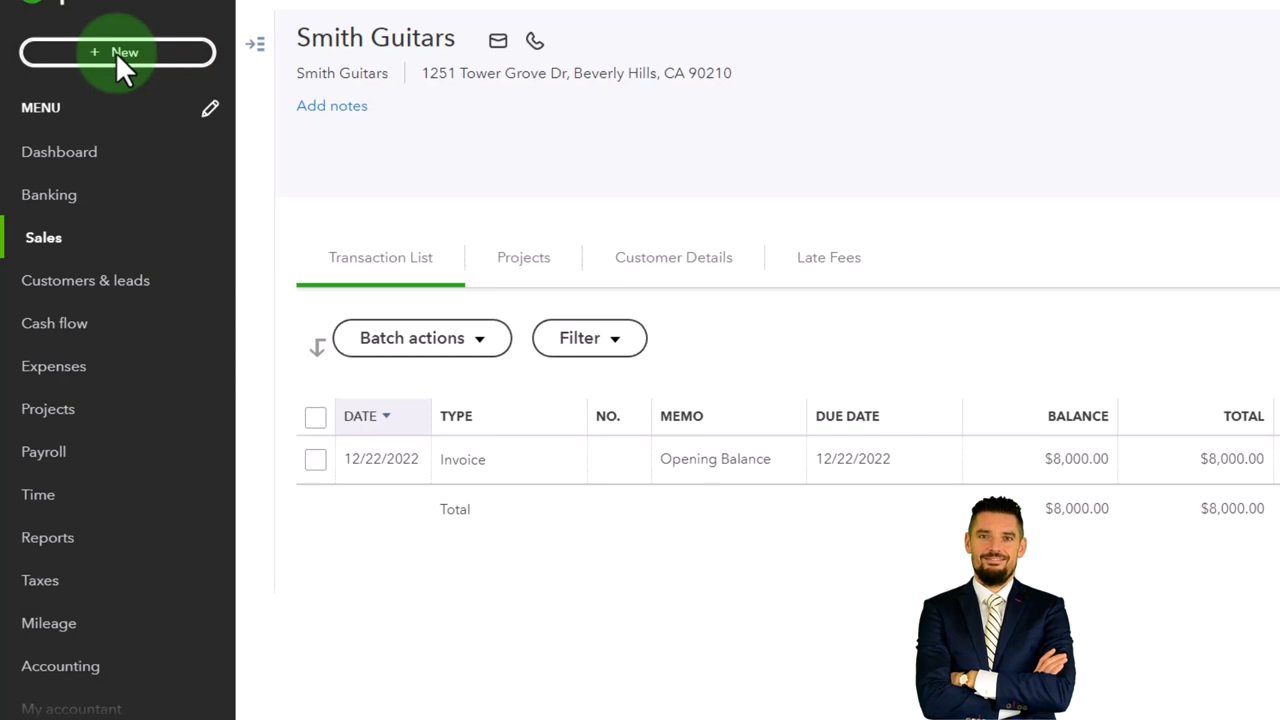 + New
MENU
Dashboard
Banking
Sales
Customers & leads
Cash flow
Expenses
Projects
Payroll
Time
Reports
Taxes
Mileage
Accounting
My accountant
Smith Guitars
Smith Guitars 1251 Tower Grove Dr, Beverly Hills, CA 90210
Add notes
Transaction List Projects Customer Details Late Fees
Batch actions Filter
DATE TYPE NO. MEMO DUE DATE BALANCE TOTAL
12/22/2022 Invoice Opening Balance 12/22/2022 $8,000.00 $8,000.00
Total $8,000.00 $8,000.00